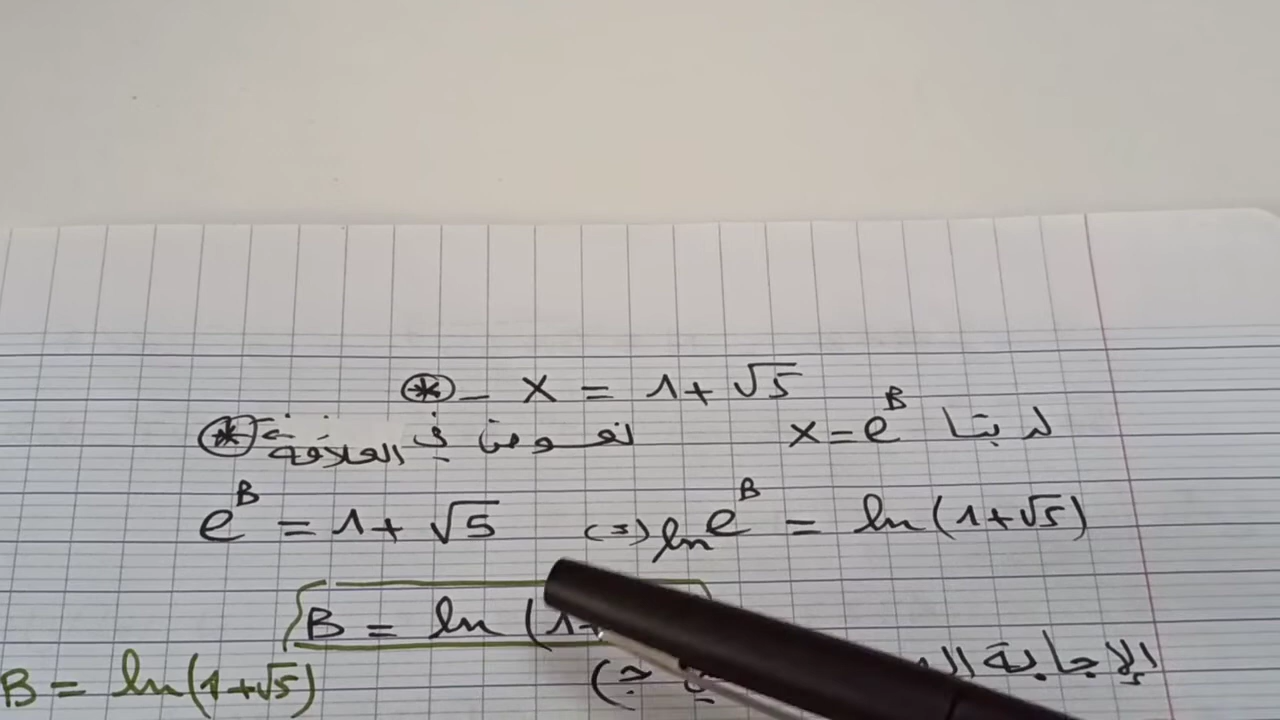 ⊛ - x = 1 + √5
لدينا x = e^B نعوض في العلاقة ⊛
e^B = 1 + √5 (=) ln e^B = ln(1+√5)
B = ln (1+
الإجابة
B = ln(1+√5)